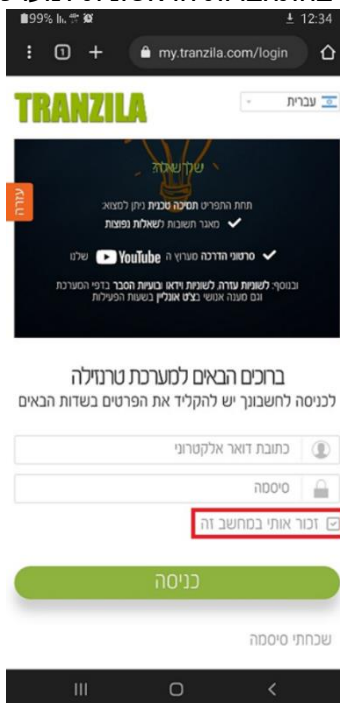 99%
12:34
my.tranzila.com/login
1
TRANZILA
עברית
עזרה
תחת התפריט תמיכה טכנית ניתן למצוא:
מאגר תשובות לשאלות נפוצות
סרטוני הדרכה מערוץ ה YouTube שלנו
ובנוסף: לשוניות עזרה, לשוניות וידאו ובועיות הסבר בדפי המערכת
וגם מענה אנושי בצ'ט אונליין בשעות הפעילות
ברוכים הבאים למערכת טרנזילה
לכניסה לחשבונך יש להקליד את הפרטים בשדות הבאים
כתובת דואר אלקטרוני
סיסמה
זכור אותי במחשב זה
כניסה
שכחתי סיסמה